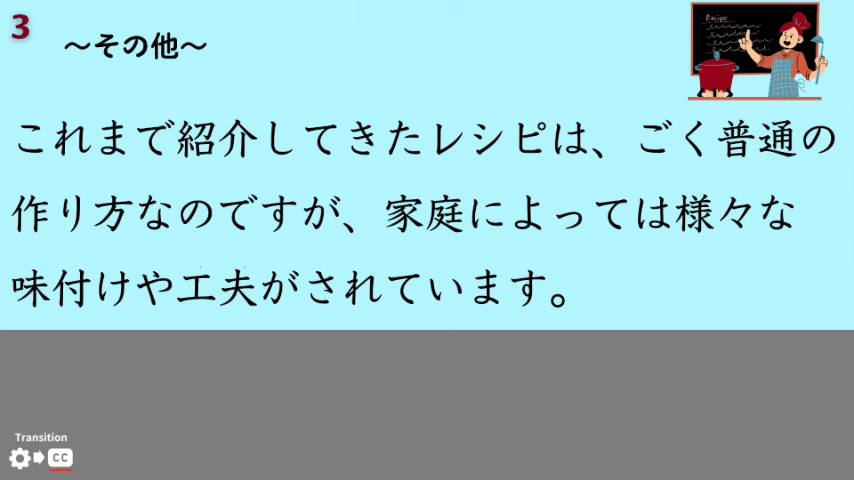 3
～その他～
Recipe
これまで紹介してきたレシピは、ごく普通の
作り方なのですが、家庭によっては様々な
味付けや工夫がされています。
Transition
CC